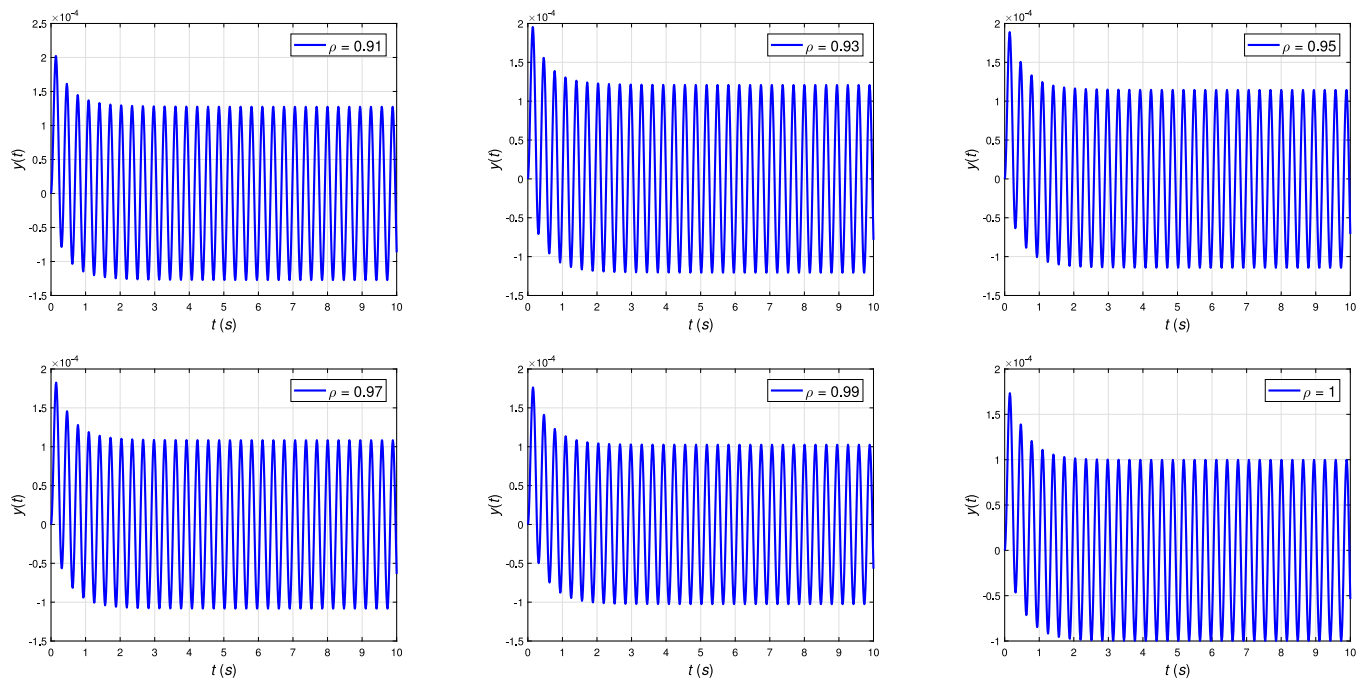 ×10⁻⁴
2.5
2
1.5
1
0.5
0
-0.5
-1
-1.5
y(t)
ρ = 0.91
0 1 2 3 4 5 6 7 8 9 10
t (s)
×10⁻⁴
2
1.5
1
0.5
0
-0.5
-1
-1.5
y(t)
ρ = 0.93
0 1 2 3 4 5 6 7 8 9 10
t (s)
×10⁻⁴
2
1.5
1
0.5
0
-0.5
-1
-1.5
y(t)
ρ = 0.95
0 1 2 3 4 5 6 7 8 9 10
t (s)
×10⁻⁴
2
1.5
1
0.5
0
-0.5
-1
-1.5
y(t)
ρ = 0.97
0 1 2 3 4 5 6 7 8 9 10
t (s)
×10⁻⁴
2
1.5
1
0.5
0
-0.5
-1
-1.5
y(t)
ρ = 0.99
0 1 2 3 4 5 6 7 8 9 10
t (s)
×10⁻⁴
2
1.5
1
0.5
0
-0.5
-1
y(t)
ρ = 1
0 1 2 3 4 5 6 7 8 9 10
t (s)